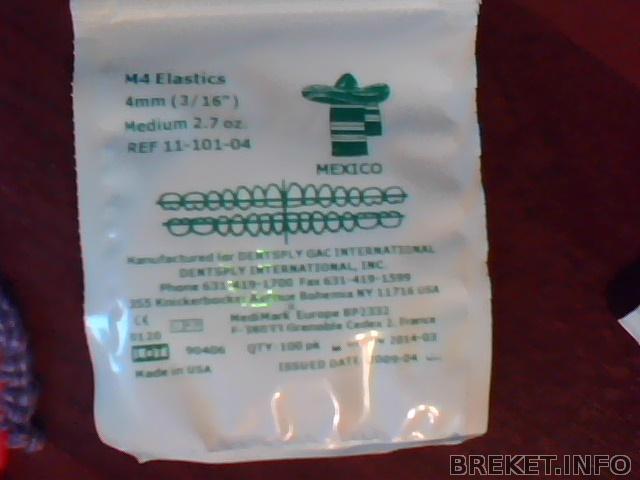 M4 Elastics
4mm (3/16")
Medium 2.7 oz.
REF 11-101-04
MEXICO
Manufactured for DENTSPLY GAC INTERNATIONAL
DENTSPLY INTERNATIONAL, INC.
Phone 631-419-1700 Fax 631-419-1599
355 Knickerbocker Avenue Bohemia NY 11716 USA
CE MediMark Europe BP2332
0120 Grenoble Cedex 2, France
LOT 90406 QTY: 100 pk 2014-03
Made in USA ISSUED DATE: 2009-04
BREKET.INFO